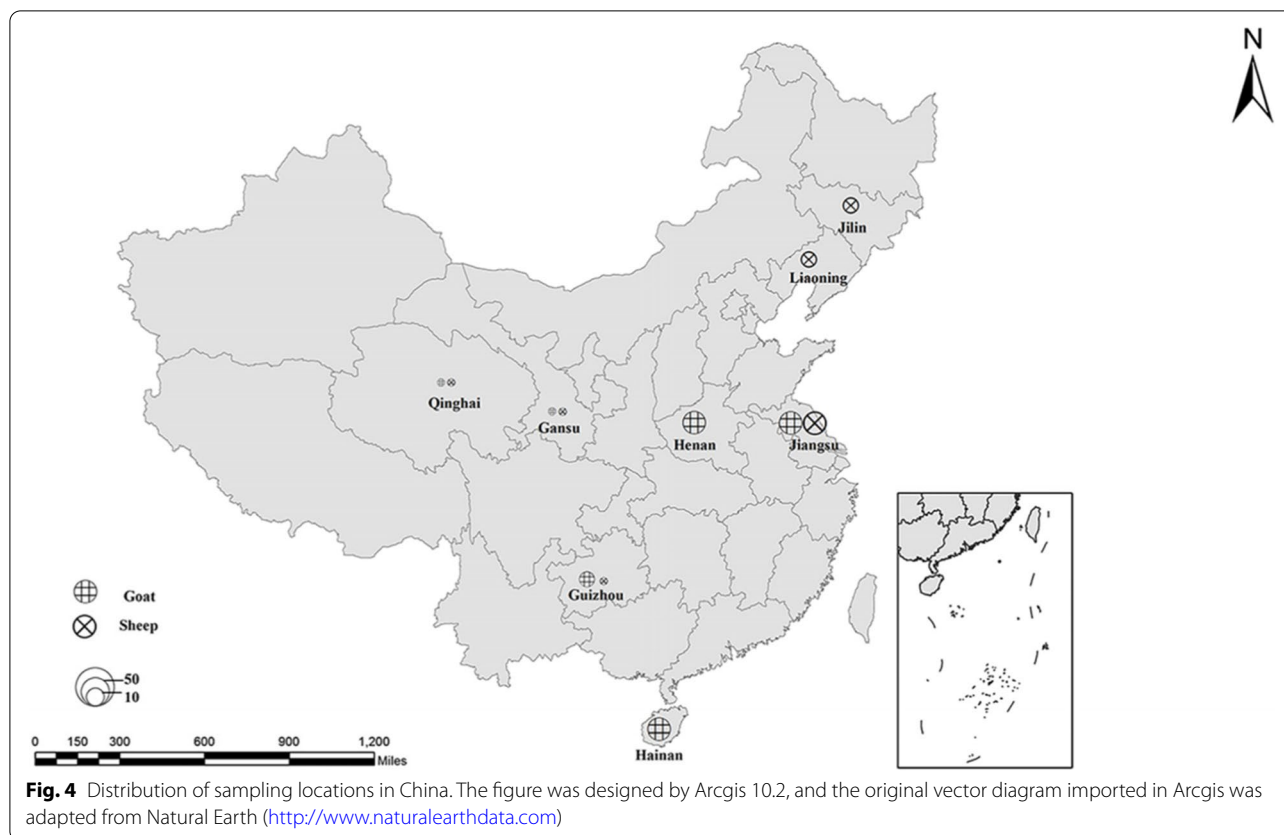 N
Jilin
Liaoning
Qinghai
Gansu
Henan
Jiangsu
Guizhou
Hainan
Goat
Sheep
50
10
0 150 300 600 900 1,200
Miles
Fig. 4 Distribution of sampling locations in China. The figure was designed by Arcgis 10.2, and the original vector diagram imported in Arcgis was
adapted from Natural Earth (http://www.naturalearthdata.com)